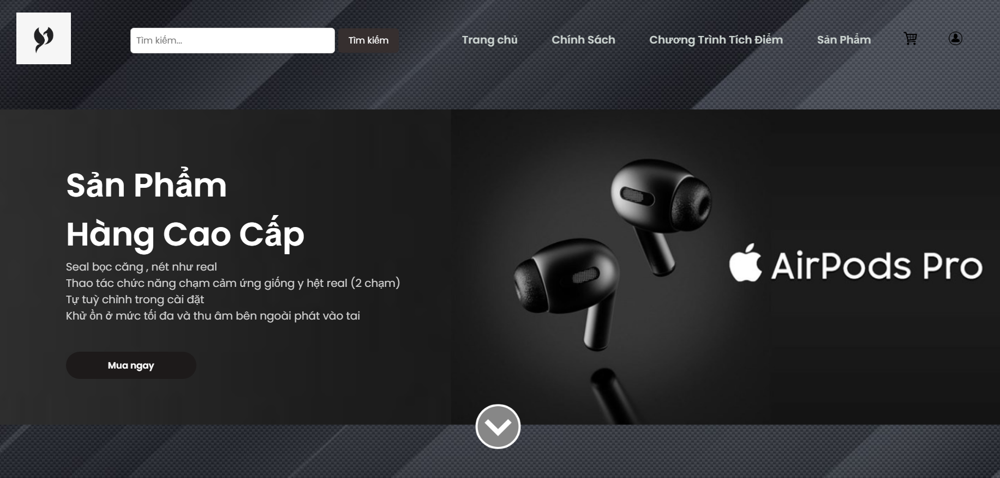 Tìm kiếm...
Tìm kiếm
Trang chủ
Chính Sách
Chương Trình Tích Điểm
Sản Phẩm
Sản Phẩm
Hàng Cao Cấp
Seal bọc căng , nét như real
Thao tác chức năng chạm cảm ứng giống y hệt real (2 chạm)
Tự tuỳ chỉnh trong cài đặt
Khử ồn ở mức tối đa và thu âm bên ngoài phát vào tai
Mua ngay
AirPods Pro